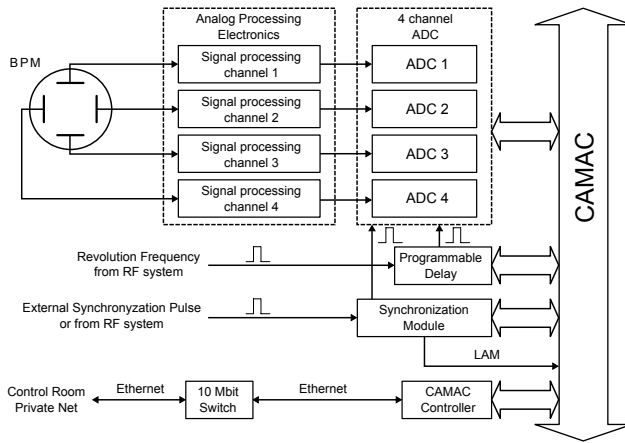 Analog Processing
Electronics
4 channel
ADC
BPM
Signal processing
channel 1
ADC 1
Signal processing
channel 2
ADC 2
Signal processing
channel 3
ADC 3
Signal processing
channel 4
ADC 4
CAMAC
Revolution Frequency
from RF system
Programmable
Delay
External Synchronyzation Pulse
or from RF system
Synchronization
Module
LAM
Control Room
Private Net
Ethernet
10 Mbit
Switch
Ethernet
CAMAC
Controller